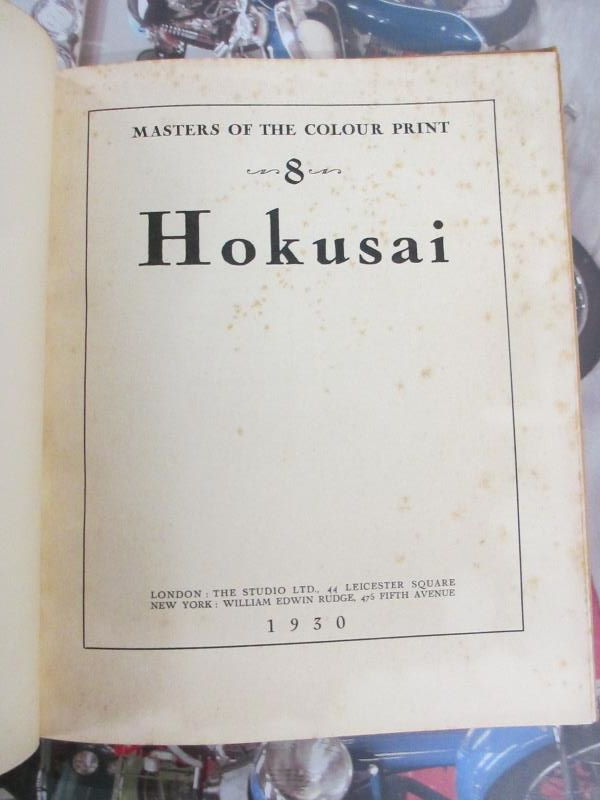 MASTERS OF THE COLOUR PRINT
8
Hokusai
LONDON : THE STUDIO LTD., 44 LEICESTER SQUARE
NEW YORK : WILLIAM EDWIN RUDGE, 475 FIFTH AVENUE
1930